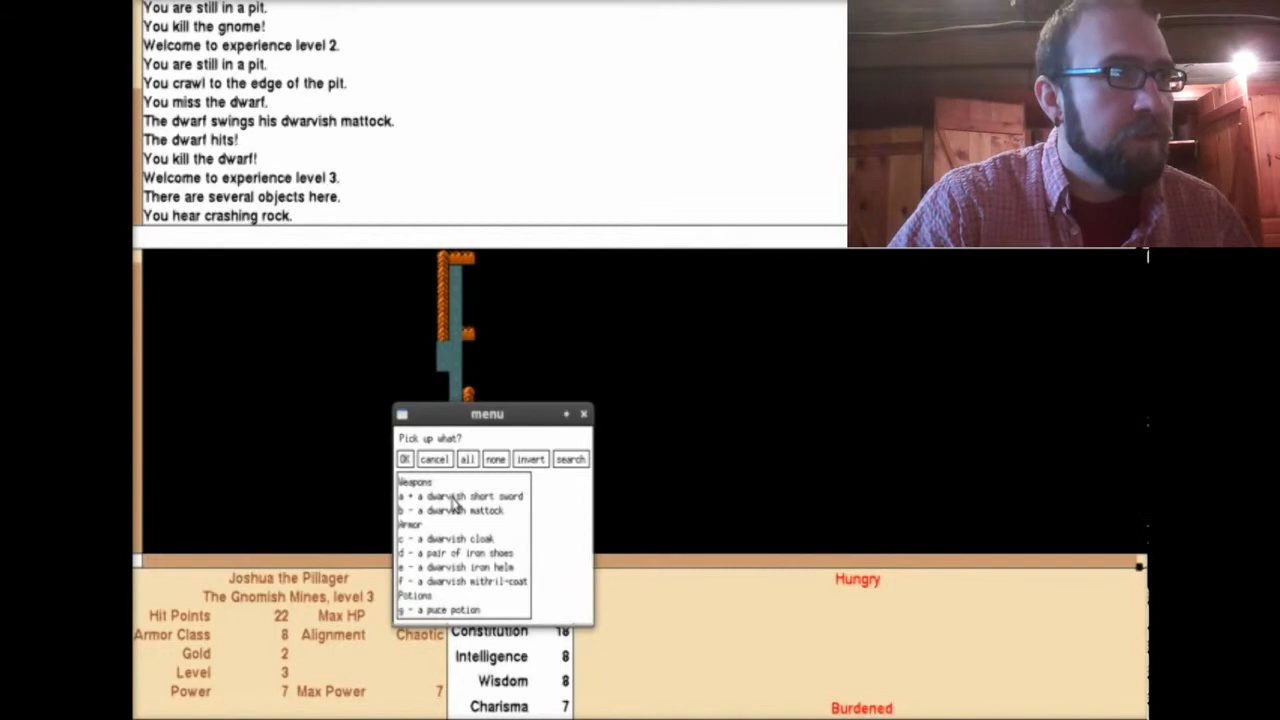 You are still in a pit.
You kill the gnome!
Welcome to experience level 2.
You are still in a pit.
You crawl to the edge of the pit.
You miss the dwarf.
The dwarf swings his dwarvish mattock.
The dwarf hits!
You kill the dwarf!
Welcome to experience level 3.
There are several objects here.
You hear crashing rock.
menu
Pick up what?
OK cancel all none invert search
Weapons
a + a dwarvish short sword
b - a dwarvish mattock
Armor
c - a dwarvish cloak
d - a pair of iron shoes
e - a dwarvish iron helm
f - a dwarvish mithril-coat
Potions
g - a puce potion
Joshua the Pillager
The Gnomish Mines, level 3
Hit Points 22 Max HP
Armor Class 8 Alignment Chaotic
Gold 2
Level 3
Power 7 Max Power 7
Constitution 18
Intelligence 8
Wisdom 8
Charisma 7
Hungry
Burdened